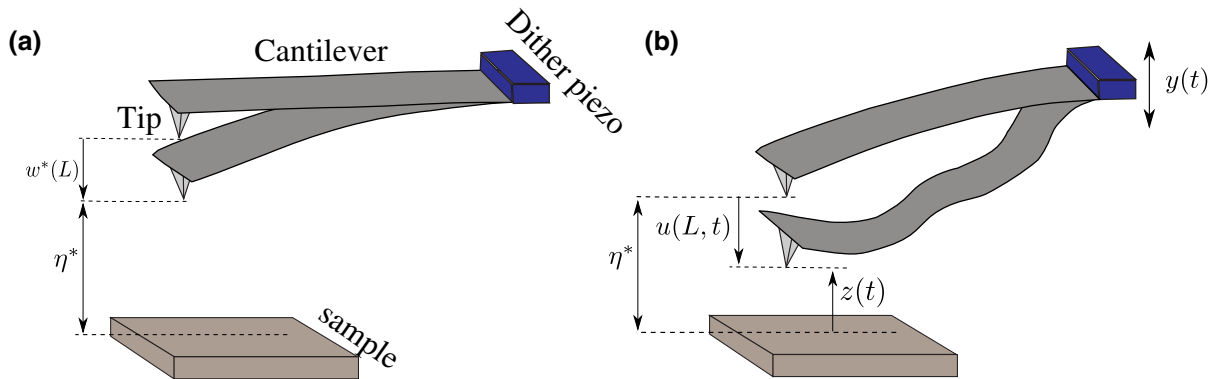 (a)
Cantilever
Dither piezo
Tip
w*(L)
η*
sample
(b)
y(t)
u(L, t)
η*
z(t)